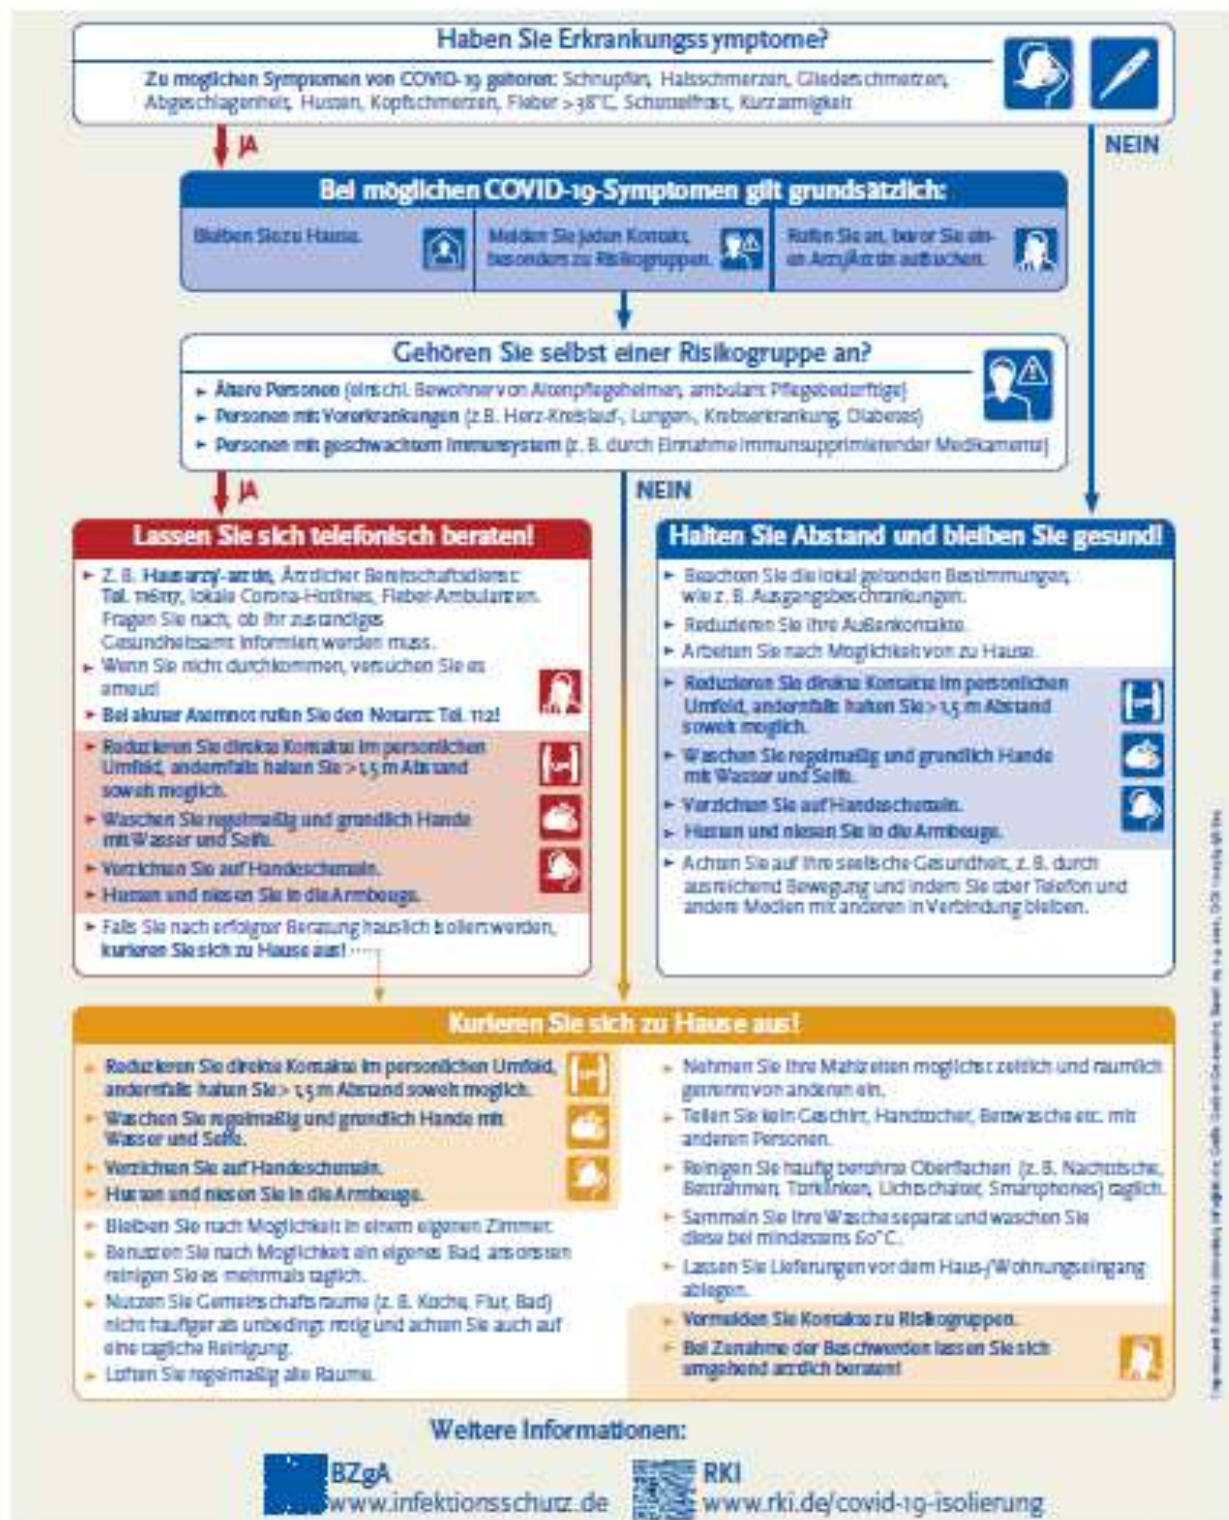 Haben Sie Erkrankungssymptome?
Zu möglichen Symptomen von COVID-19 gehören: Schnupfen, Halsschmerzen, Gliederschmerzen,
Abgeschlagenheit, Husten, Kopfschmerzen, Fieber >38°C, Schüttelfrost, Kurzatmigkeit
JA
NEIN
Bei möglichen COVID-19-Symptomen gilt grundsätzlich:
Bleiben Sie zu Hause.
Meiden Sie jeden Kontakt,
besonders zu Risikogruppen.
Rufen Sie an, bevor Sie ein-
en Arzt/Ärztin aufsuchen.
Gehören Sie selbst einer Risikogruppe an?
► Ältere Personen (einschl. Bewohner von Altenpflegeheimen, ambulant Pflegebedürftige)
► Personen mit Vorerkrankungen (z.B. Herz-Kreislauf-, Lungen-, Krebserkrankung, Diabetes)
► Personen mit geschwächtem Immunsystem (z. B. durch Einnahme immunsupprimierender Medikamente)
JA
NEIN
Lassen Sie sich telefonisch beraten!
► Z. B. Hausarzt/-ärztin, Ärztlicher Bereitschaftsdienst:
Tel. 116117, lokale Corona-Hotlines, Fieber-Ambulanzen.
Fragen Sie nach, ob Ihr zuständiges
Gesundheitsamt informiert werden muss.
► Wenn Sie nicht durchkommen, versuchen Sie es
erneut!
► Bei akuter Atemnot rufen Sie den Notarzt: Tel. 112!
► Reduzieren Sie direkte Kontakte im persönlichen
Umfeld, andernfalls halten Sie > 1,5 m Abstand
soweit möglich.
► Waschen Sie regelmäßig und gründlich Hände
mit Wasser und Seife.
► Verzichten Sie auf Händeschütteln.
► Husten und niesen Sie in die Armbeuge.
► Falls Sie nach erfolgter Beratung häuslich isoliert werden,
kurieren Sie sich zu Hause aus!
Halten Sie Abstand und bleiben Sie gesund!
► Beachten Sie die lokal geltenden Bestimmungen,
wie z. B. Ausgangsbeschränkungen.
► Reduzieren Sie Ihre Außenkontakte.
► Arbeiten Sie nach Möglichkeit von zu Hause.
► Reduzieren Sie direkte Kontakte im persönlichen
Umfeld, andernfalls halten Sie > 1,5 m Abstand
soweit möglich.
► Waschen Sie regelmäßig und gründlich Hände
mit Wasser und Seife.
► Verzichten Sie auf Händeschütteln.
► Husten und niesen Sie in die Armbeuge.
► Achten Sie auf Ihre seelische Gesundheit, z. B. durch
ausreichend Bewegung und indem Sie über Telefon und
andere Medien mit anderen in Verbindung bleiben.
Kurieren Sie sich zu Hause aus!
► Reduzieren Sie direkte Kontakte im persönlichen Umfeld,
andernfalls halten Sie > 1,5 m Abstand soweit möglich.
► Waschen Sie regelmäßig und gründlich Hände mit
Wasser und Seife.
► Verzichten Sie auf Händeschütteln.
► Husten und niesen Sie in die Armbeuge.
► Bleiben Sie nach Möglichkeit in einem eigenen Zimmer.
► Benutzen Sie nach Möglichkeit ein eigenes Bad, ansonsten
reinigen Sie es mehrmals täglich.
► Nutzen Sie Gemeinschaftsräume (z. B. Küche, Flur, Bad)
nicht häufiger als unbedingt nötig und achten Sie auch auf
eine tägliche Reinigung.
► Lüften Sie regelmäßig alle Räume.
► Nehmen Sie Ihre Mahlzeiten möglichst zeitlich und räumlich
getrennt von anderen ein.
► Teilen Sie kein Geschirr, Handtücher, Bettwäsche etc. mit
anderen Personen.
► Reinigen Sie häufig berührte Oberflächen (z. B. Nachttische,
Bettrahmen, Türklinken, Lichtschalter, Smartphones) täglich.
► Sammeln Sie Ihre Wäsche separat und waschen Sie
diese bei mindestens 60°C.
► Lassen Sie Lieferungen vor dem Haus-/Wohnungseingang
ablegen.
► Vermeiden Sie Kontakte zu Risikogruppen.
► Bei Zunahme der Beschwerden lassen Sie sich
umgehend ärztlich beraten!
Weitere Informationen:
BZgA
www.infektionsschutz.de
RKI
www.rki.de/covid-19-isolierung